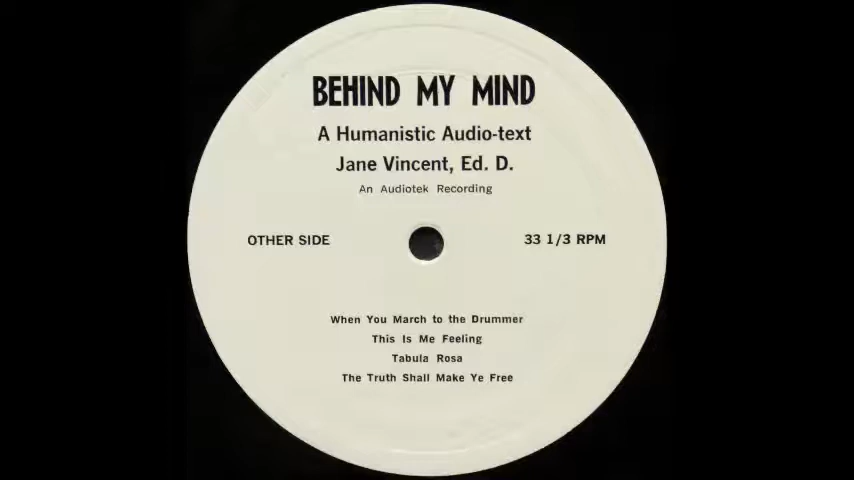 BEHIND MY MIND
A Humanistic Audio-text
Jane Vincent, Ed. D.
An Audiotek Recording
OTHER SIDE
33 1/3 RPM
When You March to the Drummer
This Is Me Feeling
Tabula Rosa
The Truth Shall Make Ye Free